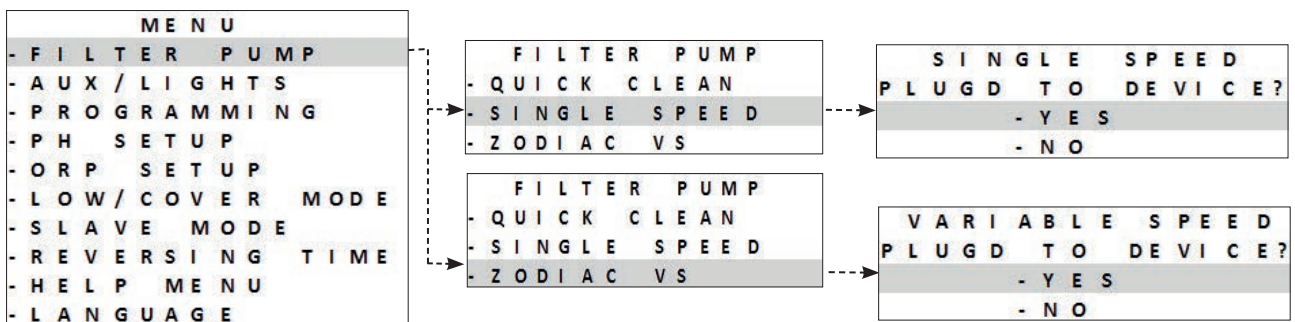 MENU
- FILTER PUMP
- AUX/LIGHTS
- PROGRAMMING
- PH SETUP
- ORP SETUP
- LOW/COVER MODE
- SLAVE MODE
- REVERSING TIME
- HELP MENU
- LANGUAGE
FILTER PUMP
- QUICK CLEAN
- SINGLE SPEED
- ZODIAC VS
SINGLE SPEED
PLUGD TO DEVICE?
- YES
- NO
FILTER PUMP
- QUICK CLEAN
- SINGLE SPEED
- ZODIAC VS
VARIABLE SPEED
PLUGD TO DEVICE?
- YES
- NO